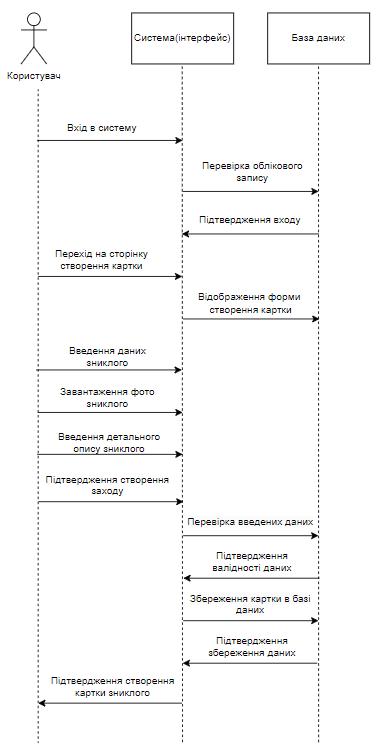 Система(інтерфейс)
База даних
Користувач
Вхід в систему
Перевірка облікового
запису
Підтвердження входу
Перехід на сторінку
створення картки
Відображення форми
створення картки
Введення даних
зниклого
Завантаження фото
зниклого
Введення детального
опису зниклого
Підтвердження створення
заходу
Перевірка введених даних
Підтвердження
валідності даних
Збереження картки в базі
даних
Підтвердження
збереження даних
Підтвердження створення
картки зниклого